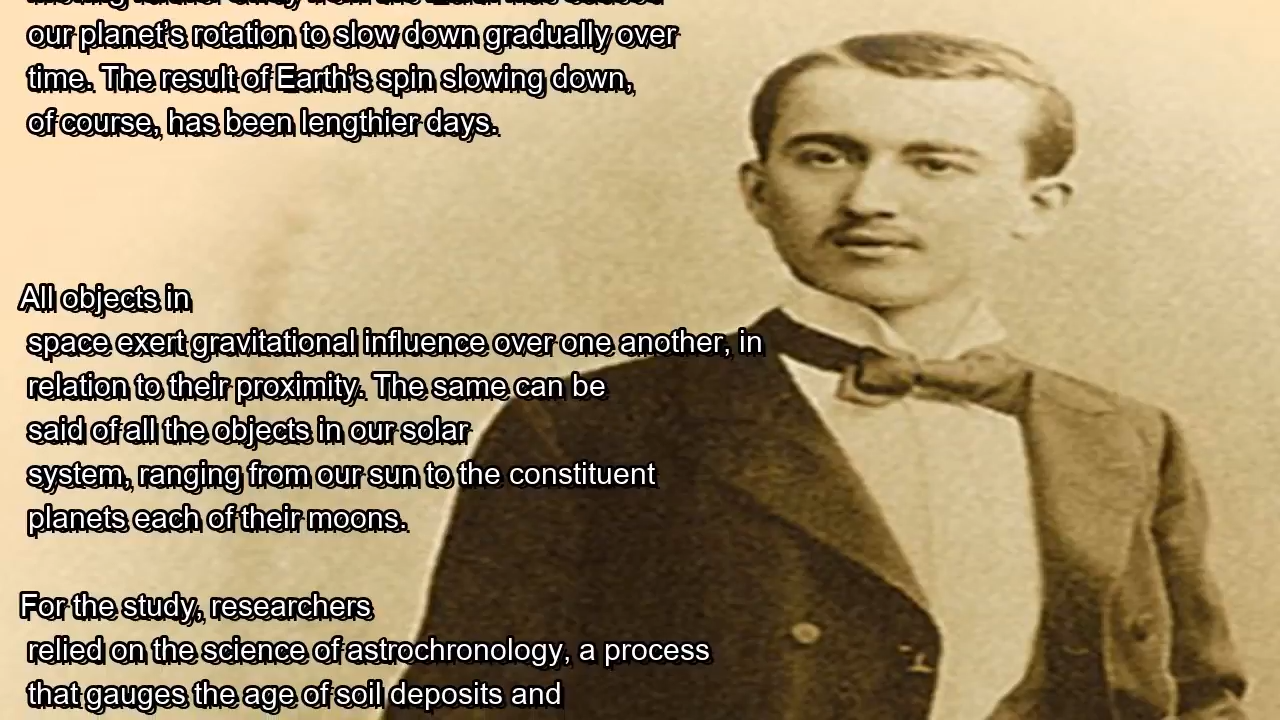 our planet's rotation to slow down gradually over
time. The result of Earth's spin slowing down,
of course, has been lengthier days.
All objects in
space exert gravitational influence over one another, in
relation to their proximity. The same can be
said of all the objects in our solar
system, ranging from our sun to the constituent
planets each of their moons.
For the study, researchers
relied on the science of astrochronology, a process
that gauges the age of soil deposits and